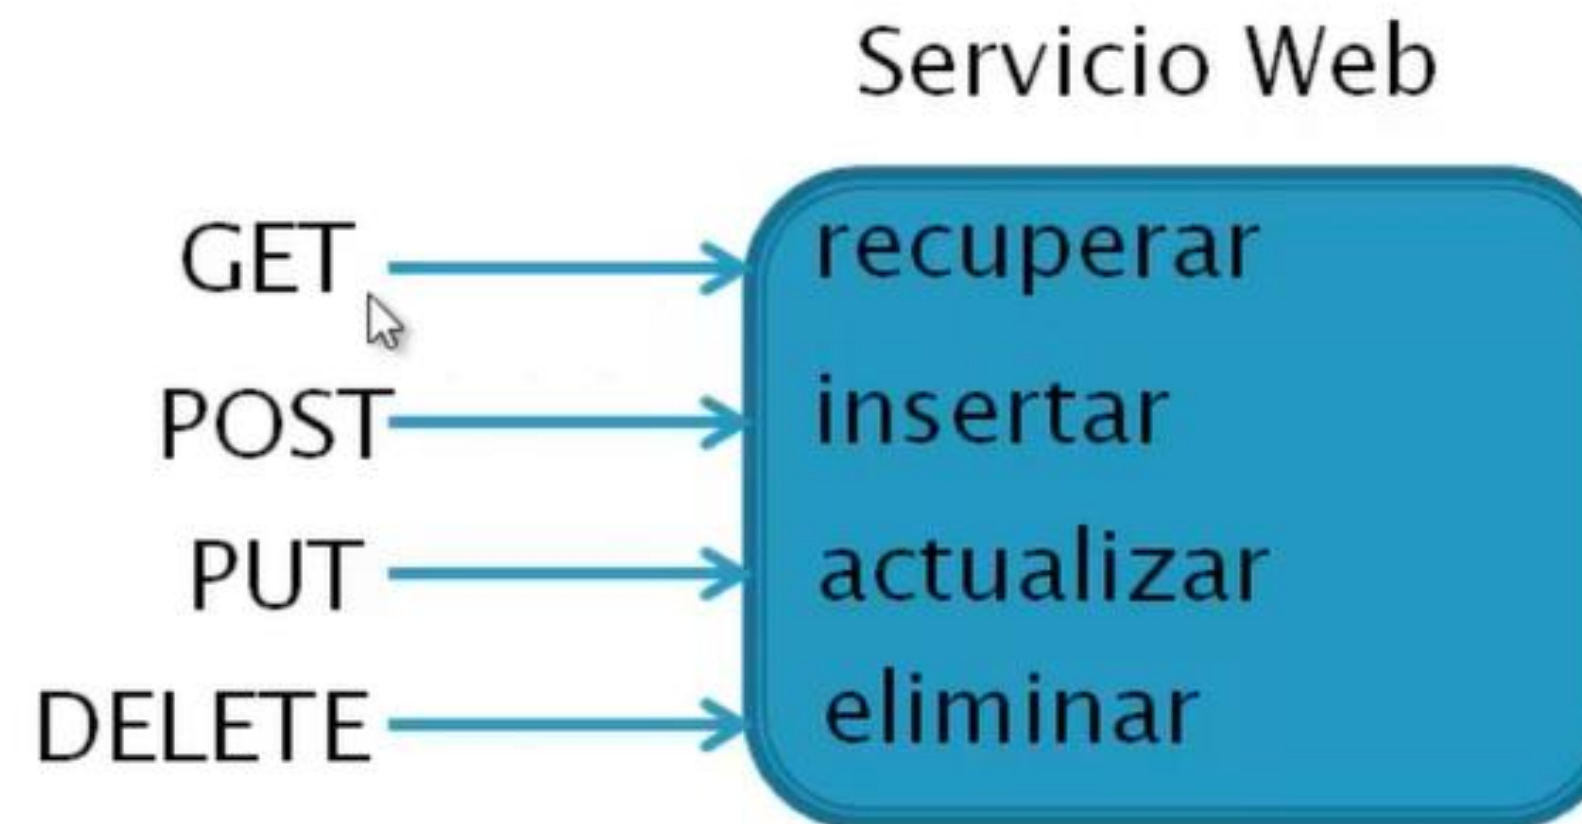 Servicio Web
GET recuperar
POST insertar
PUT actualizar
DELETE eliminar